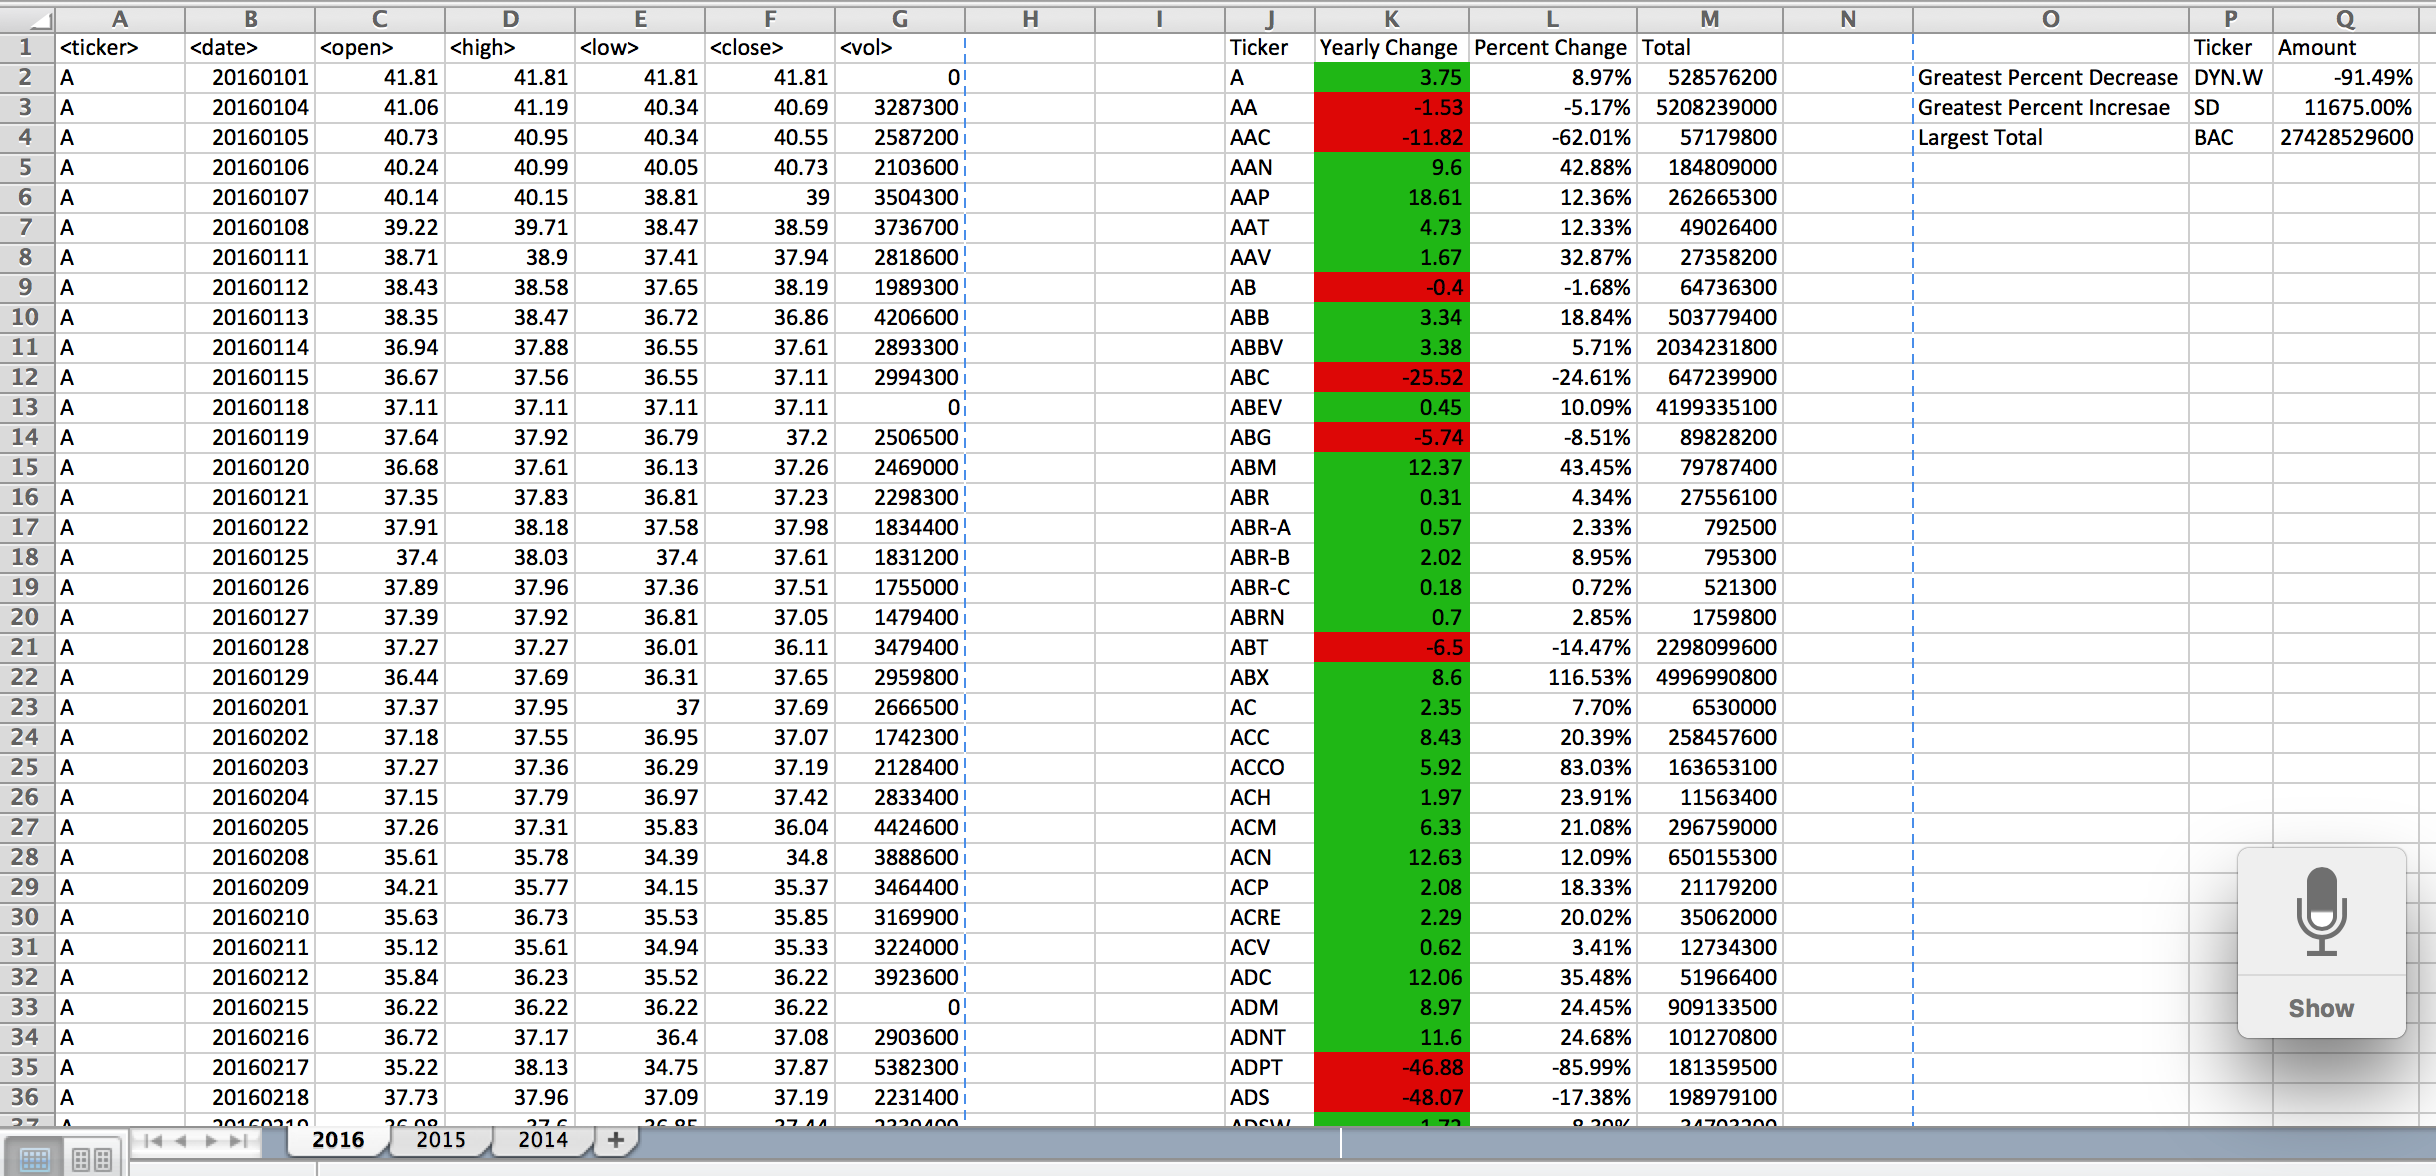 A B C D E F G H I J K L M N O P Q
1 <ticker> <date> <open> <high> <low> <close> <vol> Ticker Yearly Change Percent Change Total Ticker Amount
2 A 20160101 41.81 41.81 41.81 41.81 0 A 3.75 8.97% 528576200 Greatest Percent Decrease DYN.W -91.49%
3 A 20160104 41.06 41.19 40.34 40.69 3287300 AA -1.53 -5.17% 5208239000 Greatest Percent Incresae SD 11675.00%
4 A 20160105 40.73 40.95 40.34 40.55 2587200 AAC -11.82 -62.01% 57179800 Largest Total BAC 27428529600
5 A 20160106 40.24 40.99 40.05 40.73 2103600 AAN 9.6 42.88% 184809000
6 A 20160107 40.14 40.15 38.81 39 3504300 AAP 18.61 12.36% 262665300
7 A 20160108 39.22 39.71 38.47 38.59 3736700 AAT 4.73 12.33% 49026400
8 A 20160111 38.71 38.9 37.41 37.94 2818600 AAV 1.67 32.87% 27358200
9 A 20160112 38.43 38.58 37.65 38.19 1989300 AB -0.4 -1.68% 64736300
10 A 20160113 38.35 38.47 36.72 36.86 4206600 ABB 3.34 18.84% 503779400
11 A 20160114 36.94 37.88 36.55 37.61 2893300 ABBV 3.38 5.71% 2034231800
12 A 20160115 36.67 37.56 36.55 37.11 2994300 ABC -25.52 -24.61% 647239900
13 A 20160118 37.11 37.11 37.11 37.11 0 ABEV 0.45 10.09% 4199335100
14 A 20160119 37.64 37.92 36.79 37.2 2506500 ABG -5.74 -8.51% 89828200
15 A 20160120 36.68 37.61 36.13 37.26 2469000 ABM 12.37 43.45% 79787400
16 A 20160121 37.35 37.83 36.81 37.23 2298300 ABR 0.31 4.34% 27556100
17 A 20160122 37.91 38.18 37.58 37.98 1834400 ABR-A 0.57 2.33% 792500
18 A 20160125 37.4 38.03 37.4 37.61 1831200 ABR-B 2.02 8.95% 795300
19 A 20160126 37.89 37.96 37.36 37.51 1755000 ABR-C 0.18 0.72% 521300
20 A 20160127 37.39 37.92 36.81 37.05 1479400 ABRN 0.7 2.85% 1759800
21 A 20160128 37.27 37.27 36.01 36.11 3479400 ABT -6.5 -14.47% 2298099600
22 A 20160129 36.44 37.69 36.31 37.65 2959800 ABX 8.6 116.53% 4996990800
23 A 20160201 37.37 37.95 37 37.69 2666500 AC 2.35 7.70% 6530000
24 A 20160202 37.18 37.55 36.95 37.07 1742300 ACC 8.43 20.39% 258457600
25 A 20160203 37.27 37.36 36.29 37.19 2128400 ACCO 5.92 83.03% 163653100
26 A 20160204 37.15 37.79 36.97 37.42 2833400 ACH 1.97 23.91% 11563400
27 A 20160205 37.26 37.31 35.83 36.04 4424600 ACM 6.33 21.08% 296759000
28 A 20160208 35.61 35.78 34.39 34.8 3888600 ACN 12.63 12.09% 650155300
29 A 20160209 34.21 35.77 34.15 35.37 3464400 ACP 2.08 18.33% 21179200
30 A 20160210 35.63 36.73 35.53 35.85 3169900 ACRE 2.29 20.02% 35062000
31 A 20160211 35.12 35.61 34.94 35.33 3224000 ACV 0.62 3.41% 12734300
32 A 20160212 35.84 36.23 35.52 36.22 3923600 ADC 12.06 35.48% 51966400
33 A 20160215 36.22 36.22 36.22 36.22 0 ADM 8.97 24.45% 909133500
34 A 20160216 36.72 37.17 36.4 37.08 2903600 ADNT 11.6 24.68% 101270800
35 A 20160217 35.22 38.13 34.75 37.87 5382300 ADPT -46.88 -85.99% 181359500
36 A 20160218 37.73 37.96 37.09 37.19 2231400 ADS -48.07 -17.38% 198979100
37 A 20160219
Show
2016 2015 2014 +